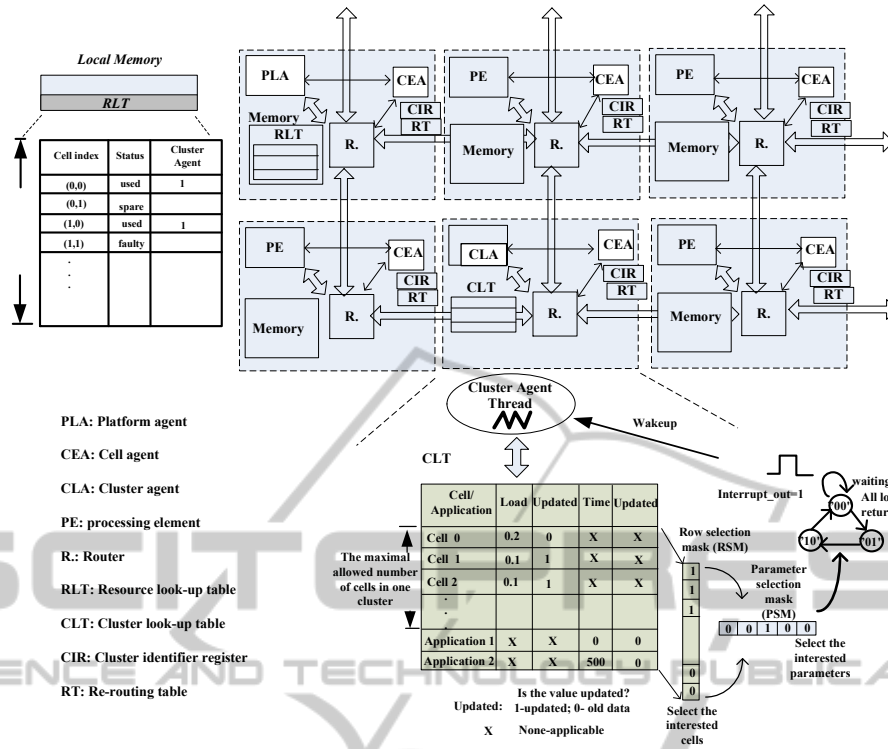 Local Memory
RLT
Cell index Status Cluster Agent
(0,0) used 1
(0,1) spare
(1,0) used 1
(1,1) faulty
PLA
CEA
CIR
RT
Memory
RLT
R.
PE
CEA
CIR
RT
Memory
R.
PE
CEA
CIR
RT
Memory
R.
PE
CEA
CIR
RT
Memory
R.
CLA
CEA
CIR
RT
CLT
R.
PE
CEA
CIR
RT
Memory
R.
Cluster Agent
Thread
Wakeup
PLA: Platform agent
CEA: Cell agent
CLA: Cluster agent
PE: processing element
R.: Router
RLT: Resource look-up table
CLT: Cluster look-up table
CIR: Cluster identifier register
RT: Re-routing table
CLT
Cell/ Application Load Updated Time Updated
Cell 0 0.2 0 X X
Cell 1 0.1 1 X X
Cell 2 0.1 1 X X
Application 1 X X 0 0
Application 2 X X 500 0
The maximal
allowed number
of cells in one
cluster
Is the value updated?
Updated: 1-updated; 0- old data
X None-applicable
Row selection
mask (RSM)
1
1
1
0
0
Select the
interested
cells
Parameter
selection
mask
(PSM)
0 0 1 0 0
Select the
interested
parameters
Interrupt_out=1
waiting
All
'00'
'10'
'01'
SCITEPRES
ENCE AND TECHNOLOGY PUBLICA